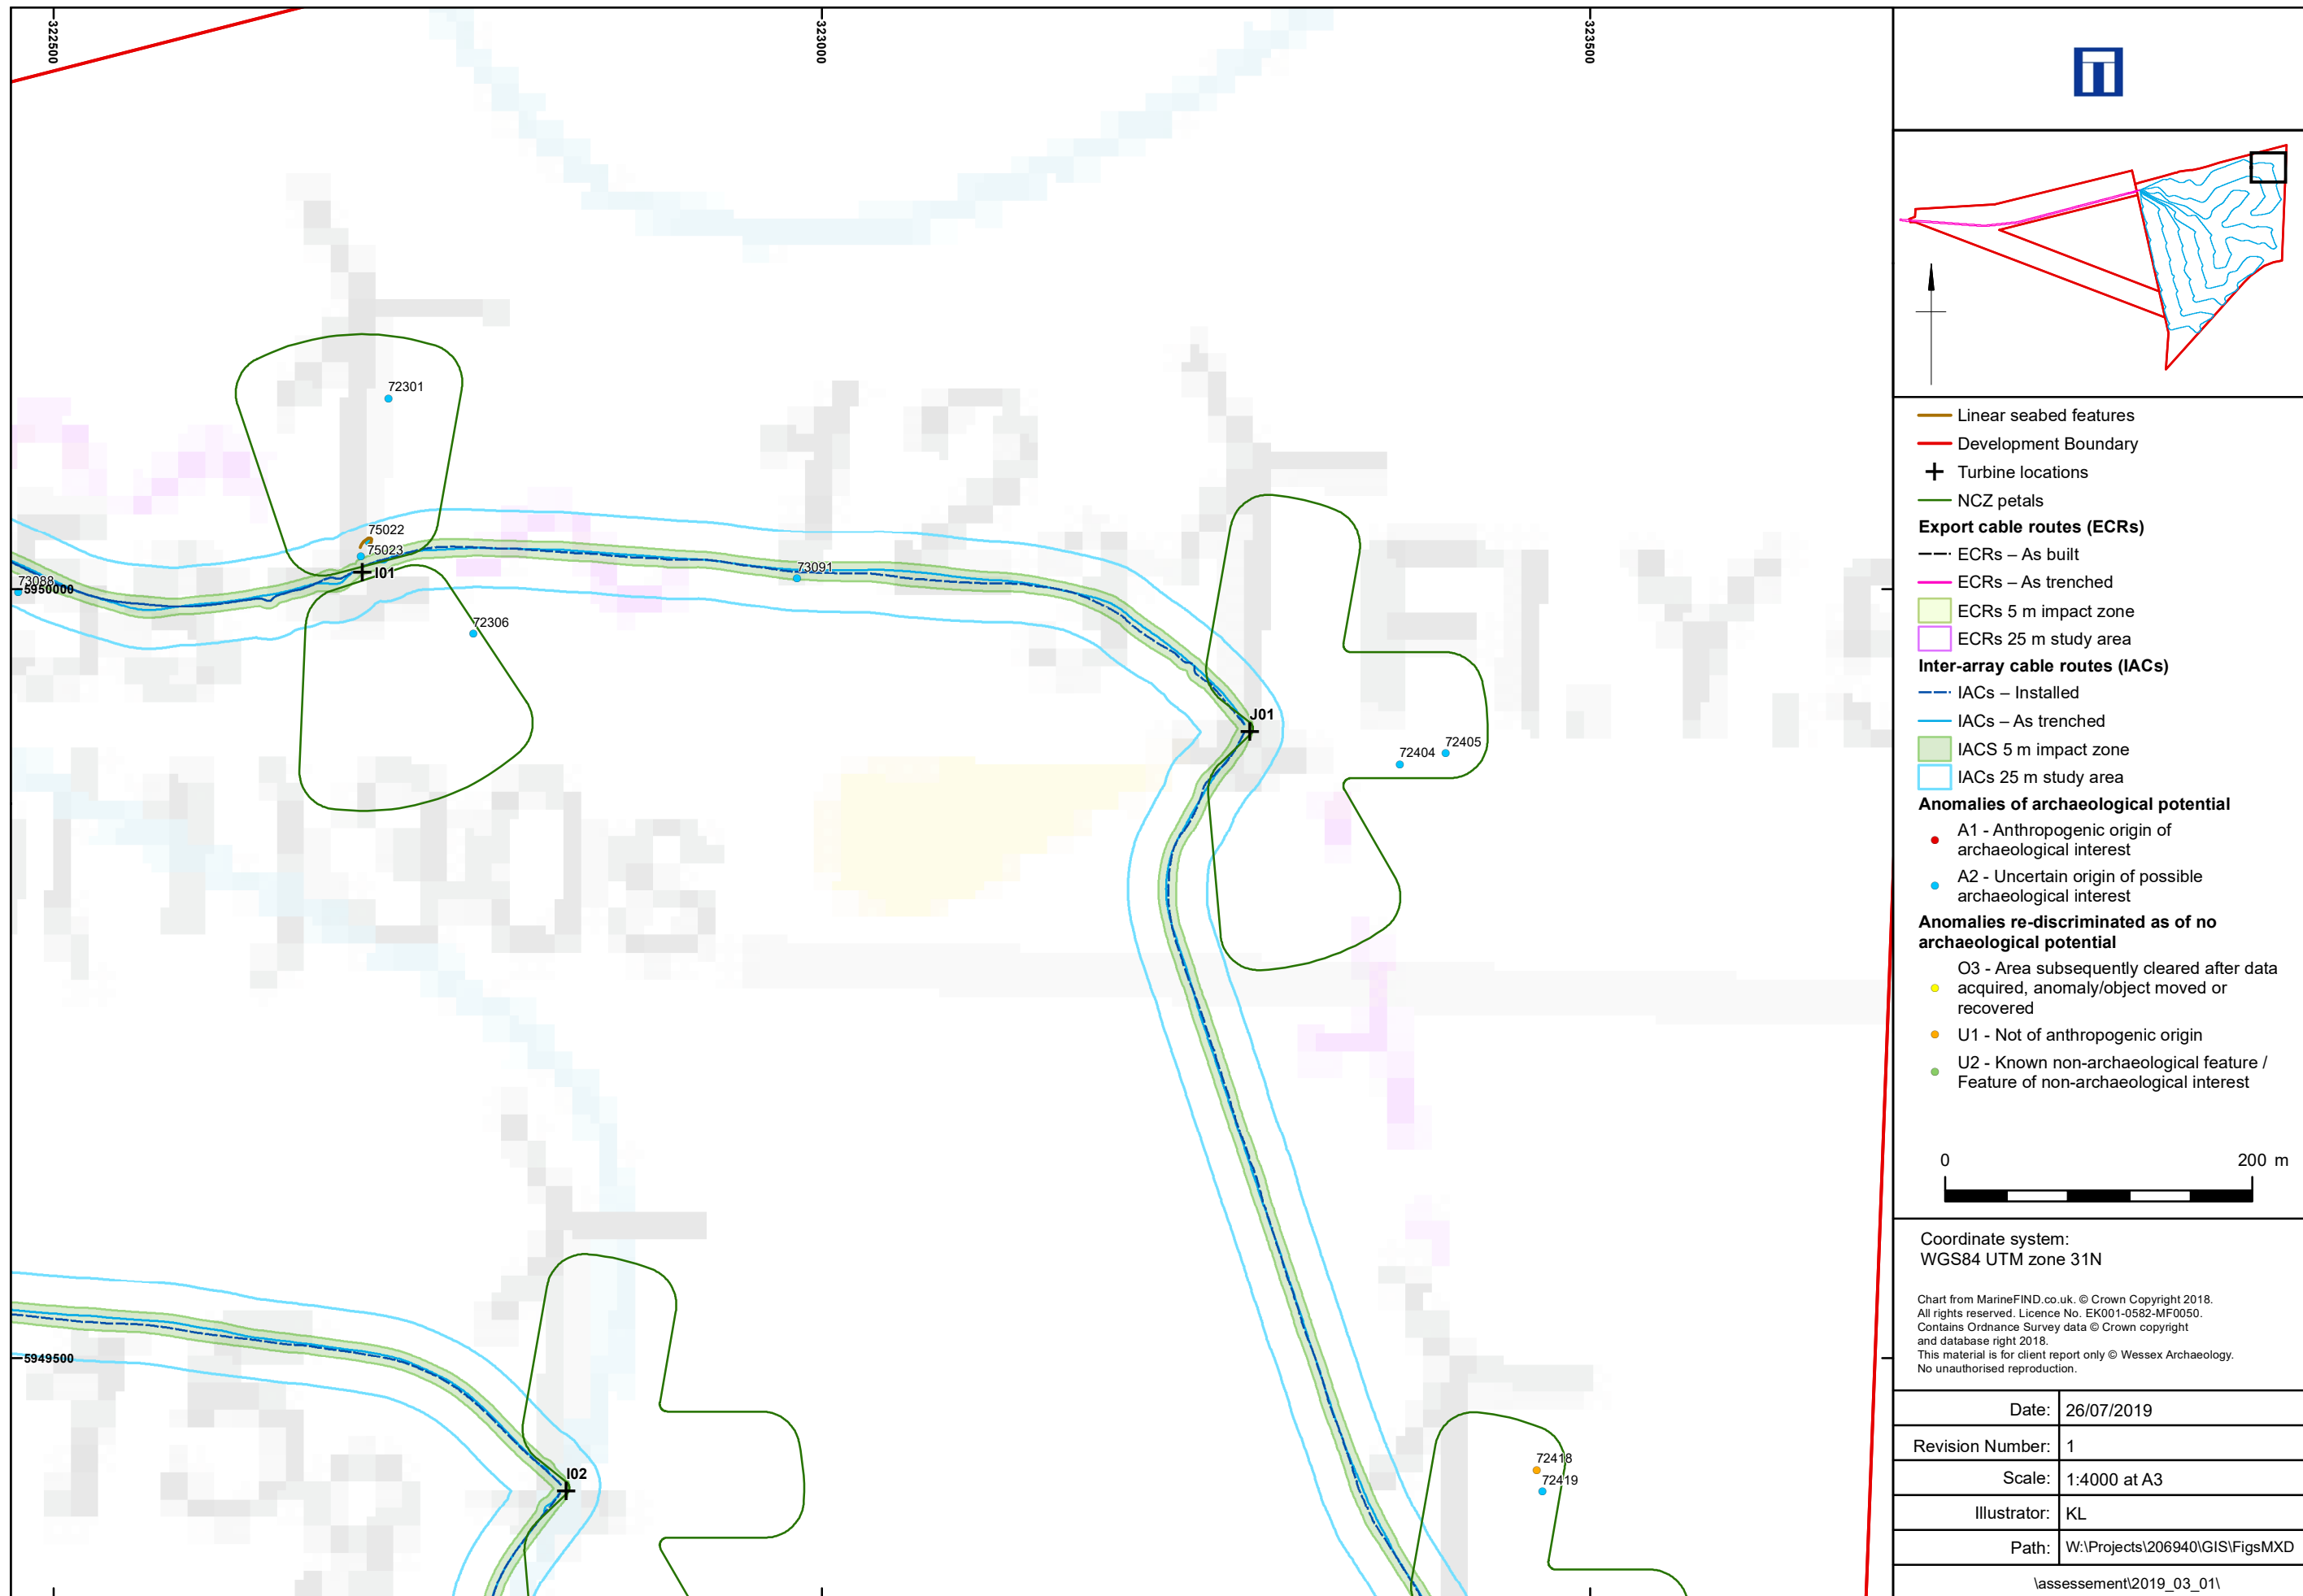 322500
323000
323500
72301
75022
75023
I01
73088
5950000
73091
72306
J01
72404
72405
5949500
I02
72418
72419
Linear seabed features
Development Boundary
Turbine locations
NCZ petals
Export cable routes (ECRs)
ECRs – As built
ECRs – As trenched
ECRs 5 m impact zone
ECRs 25 m study area
Inter-array cable routes (IACs)
IACs – Installed
IACs – As trenched
IACS 5 m impact zone
IACs 25 m study area
Anomalies of archaeological potential
A1 - Anthropogenic origin of
archaeological interest
A2 - Uncertain origin of possible
archaeological interest
Anomalies re-discriminated as of no
archaeological potential
O3 - Area subsequently cleared after data
acquired, anomaly/object moved or
recovered
U1 - Not of anthropogenic origin
U2 - Known non-archaeological feature /
Feature of non-archaeological interest
0 200 m
Coordinate system:
WGS84 UTM zone 31N
Chart from MarineFIND.co.uk. © Crown Copyright 2018.
All rights reserved. Licence No. EK001-0582-MF0050.
Contains Ordnance Survey data © Crown copyright
and database right 2018.
This material is for client report only © Wessex Archaeology.
No unauthorised reproduction.
Date: 26/07/2019
Revision Number: 1
Scale: 1:4000 at A3
Illustrator: KL
Path: W:\Projects\206940\GIS\FigsMXD
\assessement\2019_03_01\